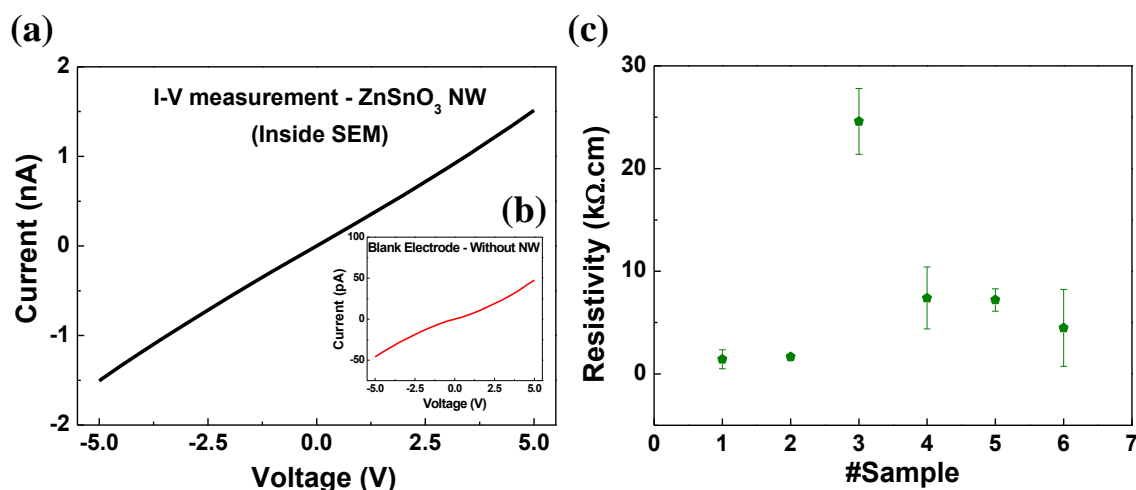 (a)
2
1
0
-1
-2
Current (nA)
I-V measurement - ZnSnO₃ NW
(Inside SEM)
-5.0 -2.5 0.0 2.5 5.0
Voltage (V)
(b)
Blank Electrode - Without NW
100
50
0
-50
Current (pA)
-5.0 -2.5 0.0 2.5 5.0
Voltage (V)
(c)
30
20
10
0
Resistivity (kΩ.cm)
0 1 2 3 4 5 6 7
#Sample